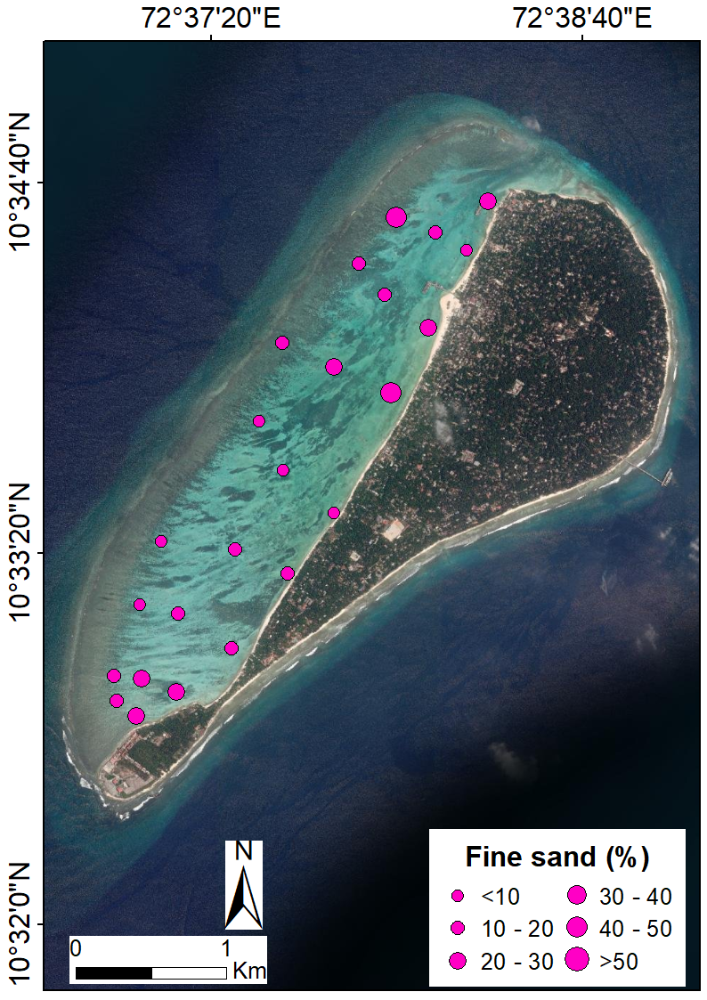 72°37'20"E 72°38'40"E
10°34'40"N
10°33'20"N
10°32'0"N
N
0 1
Km
Fine sand (%)
<10 30 - 40
10 - 20 40 - 50
20 - 30 >50